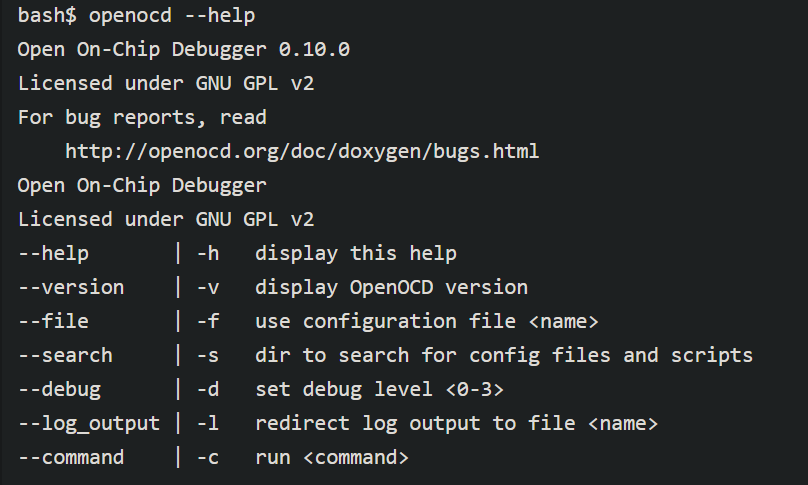 bash$ openocd --help
Open On-Chip Debugger 0.10.0
Licensed under GNU GPL v2
For bug reports, read
    http://openocd.org/doc/doxygen/bugs.html
Open On-Chip Debugger
Licensed under GNU GPL v2
--help       | -h   display this help
--version    | -v   display OpenOCD version
--file       | -f   use configuration file <name>
--search     | -s   dir to search for config files and scripts
--debug      | -d   set debug level <0-3>
--log_output | -l   redirect log output to file <name>
--command    | -c   run <command>